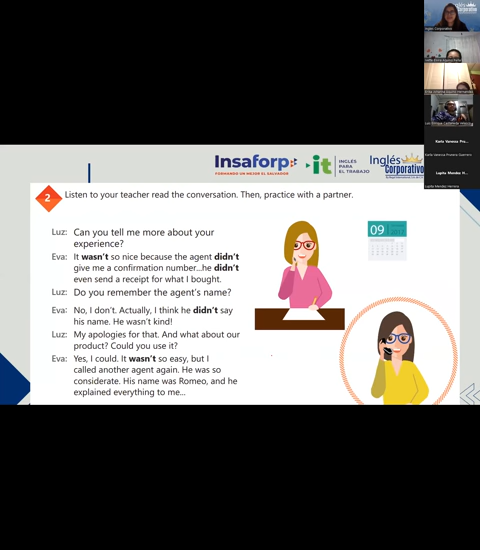 Inglés Corporativo
Karla Vanessa Pro...
Lupita Mendez H...
Lupita Mendez Herrera
Insaforp
FORMANDO UN MEJOR EL SALVADOR
it
INGLÉS
PARA
EL TRABAJO
Inglés
Corporativo
2
Listen to your teacher read the conversation. Then, practice with a partner.
Luz: Can you tell me more about your
experience?
Eva: It wasn't so nice because the agent didn't
give me a confirmation number...he didn't
even send a receipt for what I bought.
Luz: Do you remember the agent's name?
Eva: No, I don't. Actually, I think he didn't say
his name. He wasn't kind!
Luz: My apologies for that. And what about our
product? Could you use it?
Eva: Yes, I could. It wasn't so easy, but I
called another agent again. He was so
considerate. His name was Romeo, and he
explained everything to me...
09